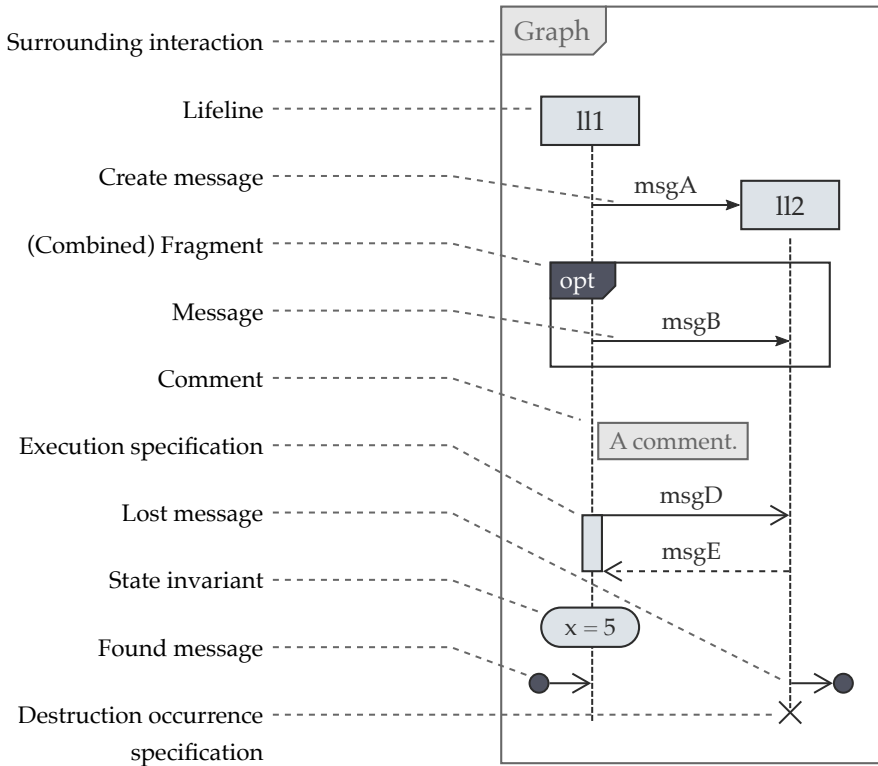 Surrounding interaction
Graph
Lifeline
ll1
Create message
msgA
ll2
(Combined) Fragment
opt
Message
msgB
Comment
A comment.
Execution specification
msgD
Lost message
msgE
State invariant
x = 5
Found message
Destruction occurrence
specification